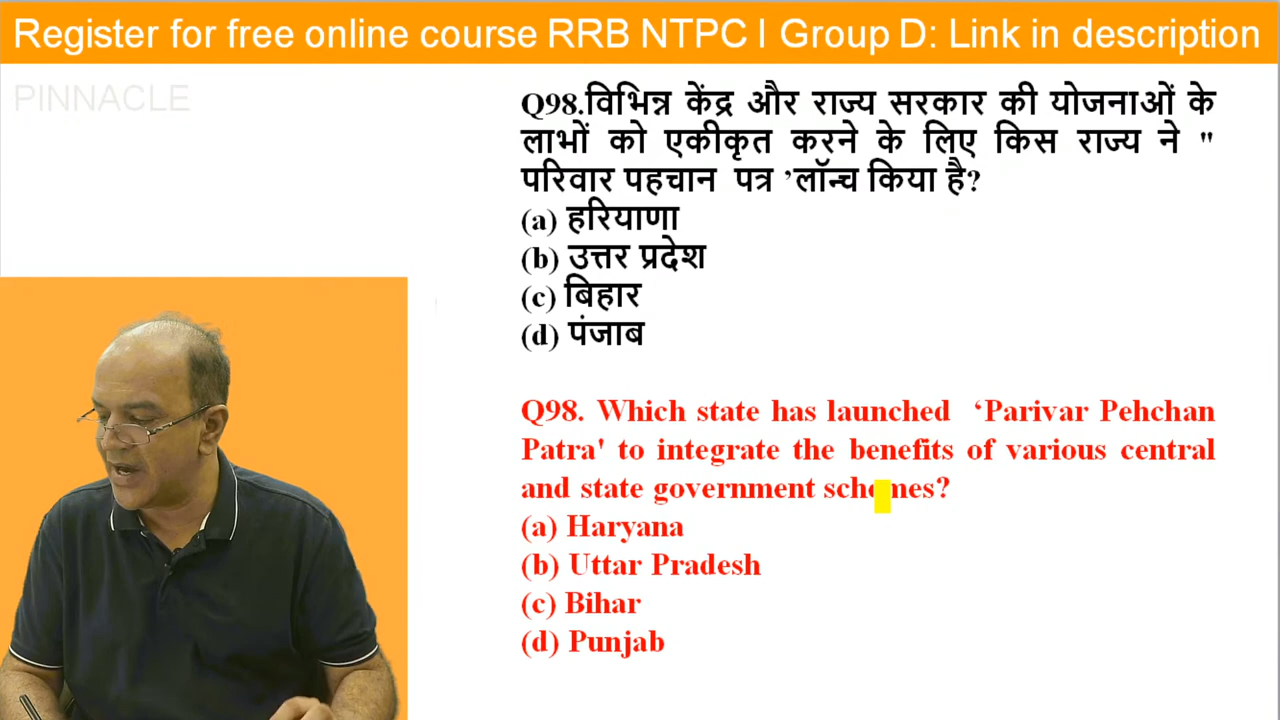 Register for free online course RRB NTPC I Group D: Link in description
PINNACLE
Q98.विभिन्न केंद्र और राज्य सरकार की योजनाओं के
लाभों को एकीकृत करने के लिए किस राज्य ने "
परिवार पहचान पत्र ’लॉन्च किया है?
(a) हरियाणा
(b) उत्तर प्रदेश
(c) बिहार
(d) पंजाब
Q98. Which state has launched ‘Parivar Pehchan
Patra' to integrate the benefits of various central
and state government schemes?
(a) Haryana
(b) Uttar Pradesh
(c) Bihar
(d) Punjab